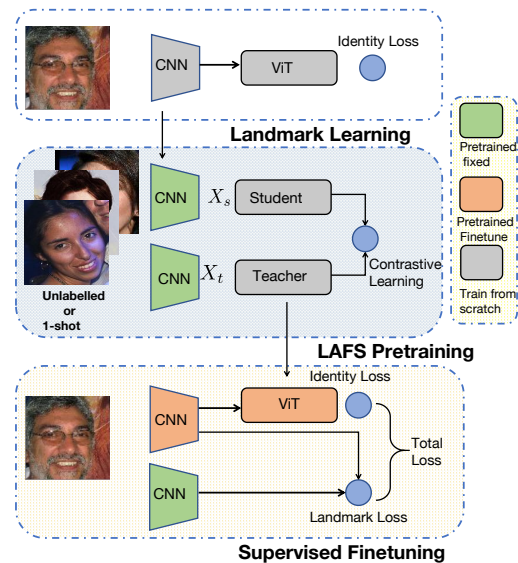 Identity Loss
CNN
ViT
Landmark Learning
Pretrained
fixed
Pretrained
Finetune
Train from
scratch
CNN
X_s
Student
CNN
X_t
Teacher
Contrastive
Learning
Unlabelled
or
1-shot
LAFS Pretraining
Identity Loss
CNN
ViT
Total
Loss
CNN
Landmark Loss
Supervised Finetuning